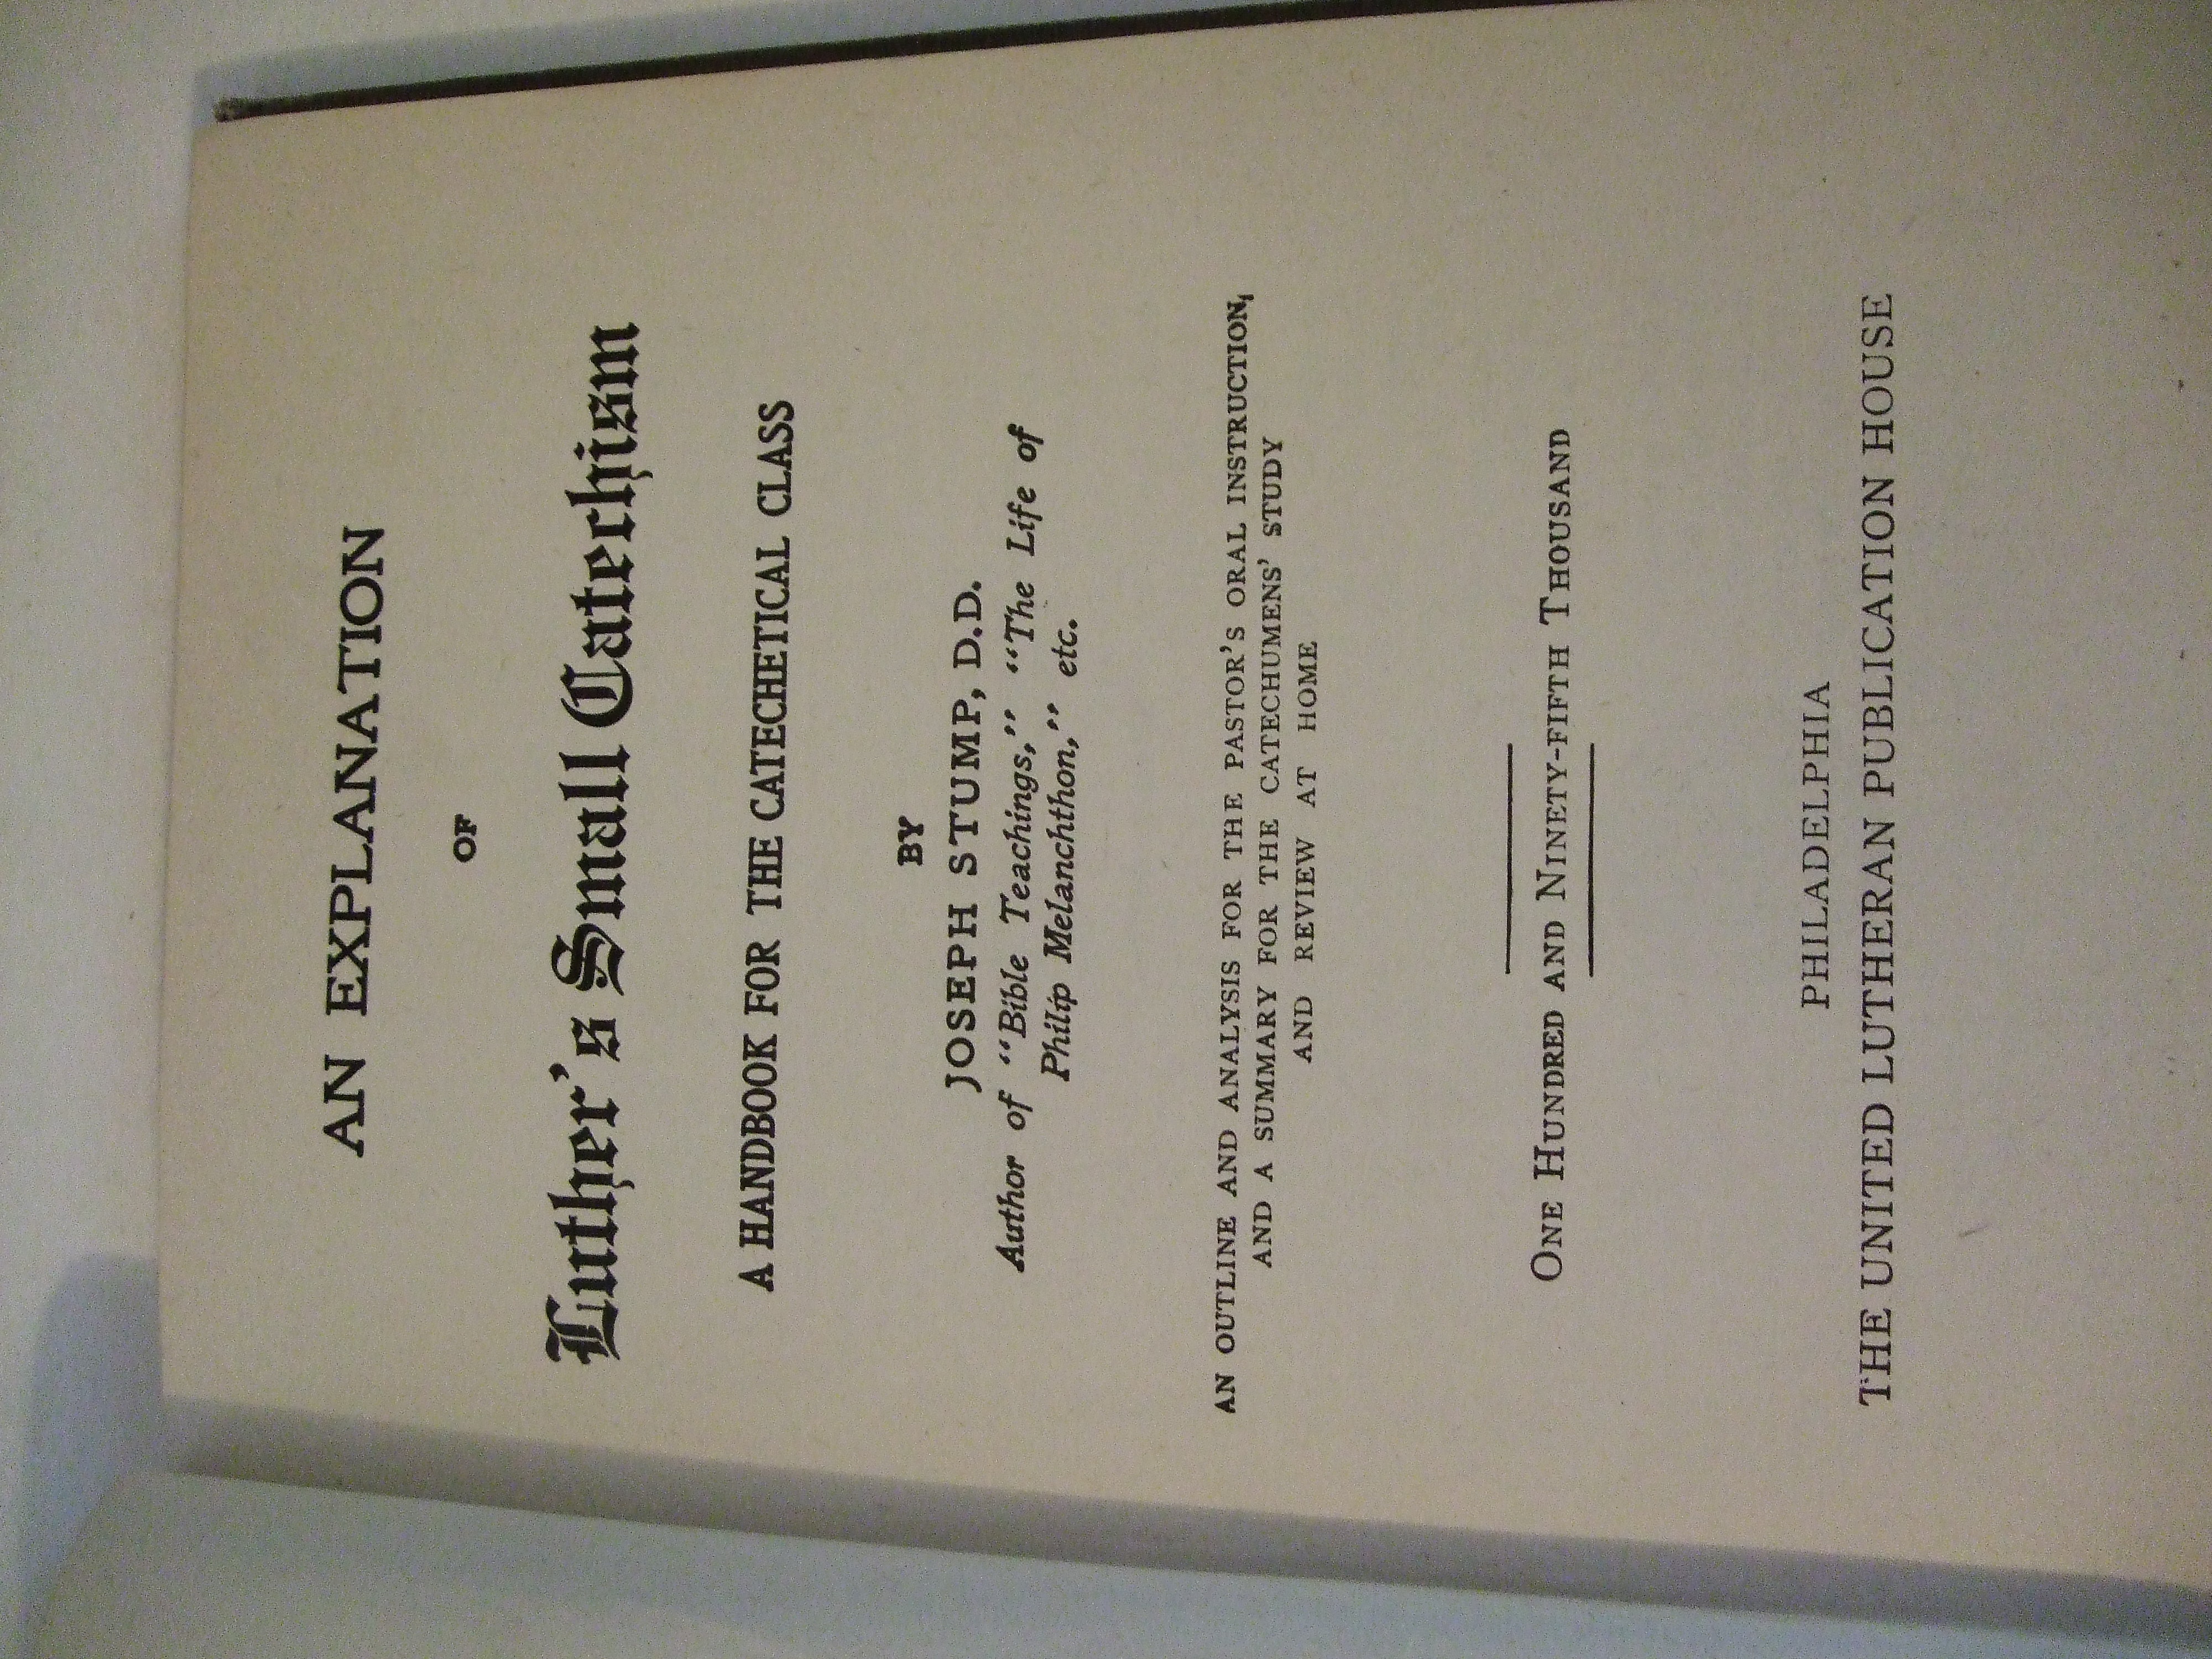 AN EXPLANATION
OF
Luther's Small Catechism
A HANDBOOK FOR THE CATECHETICAL CLASS
BY
JOSEPH STUMP, D.D.
Author of "Bible Teachings," "The Life of
Philip Melanchthon," etc.
AN OUTLINE AND ANALYSIS FOR THE PASTOR'S ORAL INSTRUCTION,
AND A SUMMARY FOR THE CATECHUMENS' STUDY
AND REVIEW AT HOME
ONE HUNDRED AND NINETY-FIFTH THOUSAND
PHILADELPHIA
THE UNITED LUTHERAN PUBLICATION HOUSE